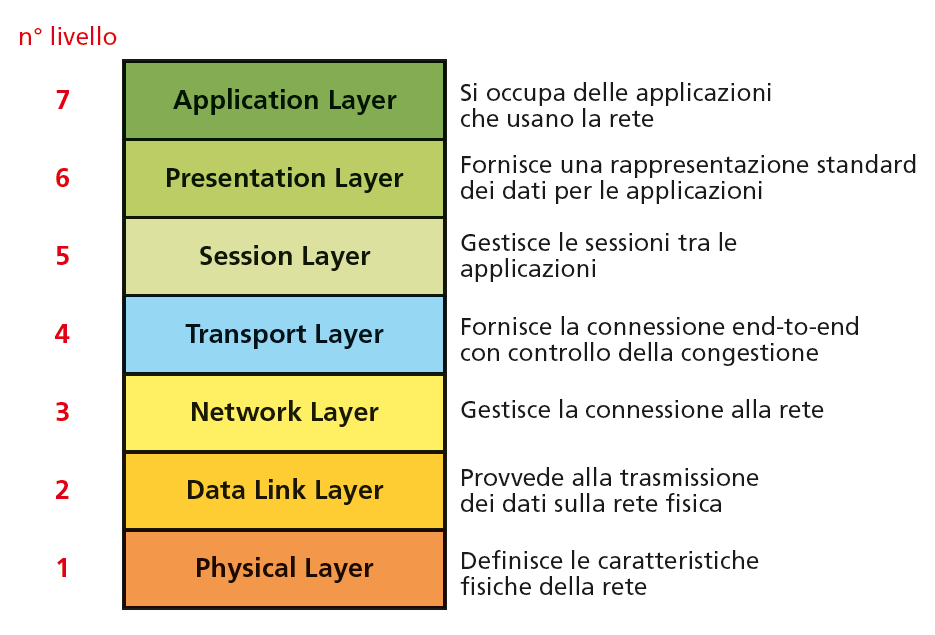 n° livello
7
Application Layer
Si occupa delle applicazioni
che usano la rete
6
Presentation Layer
Fornisce una rappresentazione standard
dei dati per le applicazioni
5
Session Layer
Gestisce le sessioni tra le
applicazioni
4
Transport Layer
Fornisce la connessione end-to-end
con controllo della congestione
3
Network Layer
Gestisce la connessione alla rete
2
Data Link Layer
Provvede alla trasmissione
dei dati sulla rete fisica
1
Physical Layer
Definisce le caratteristiche
fisiche della rete